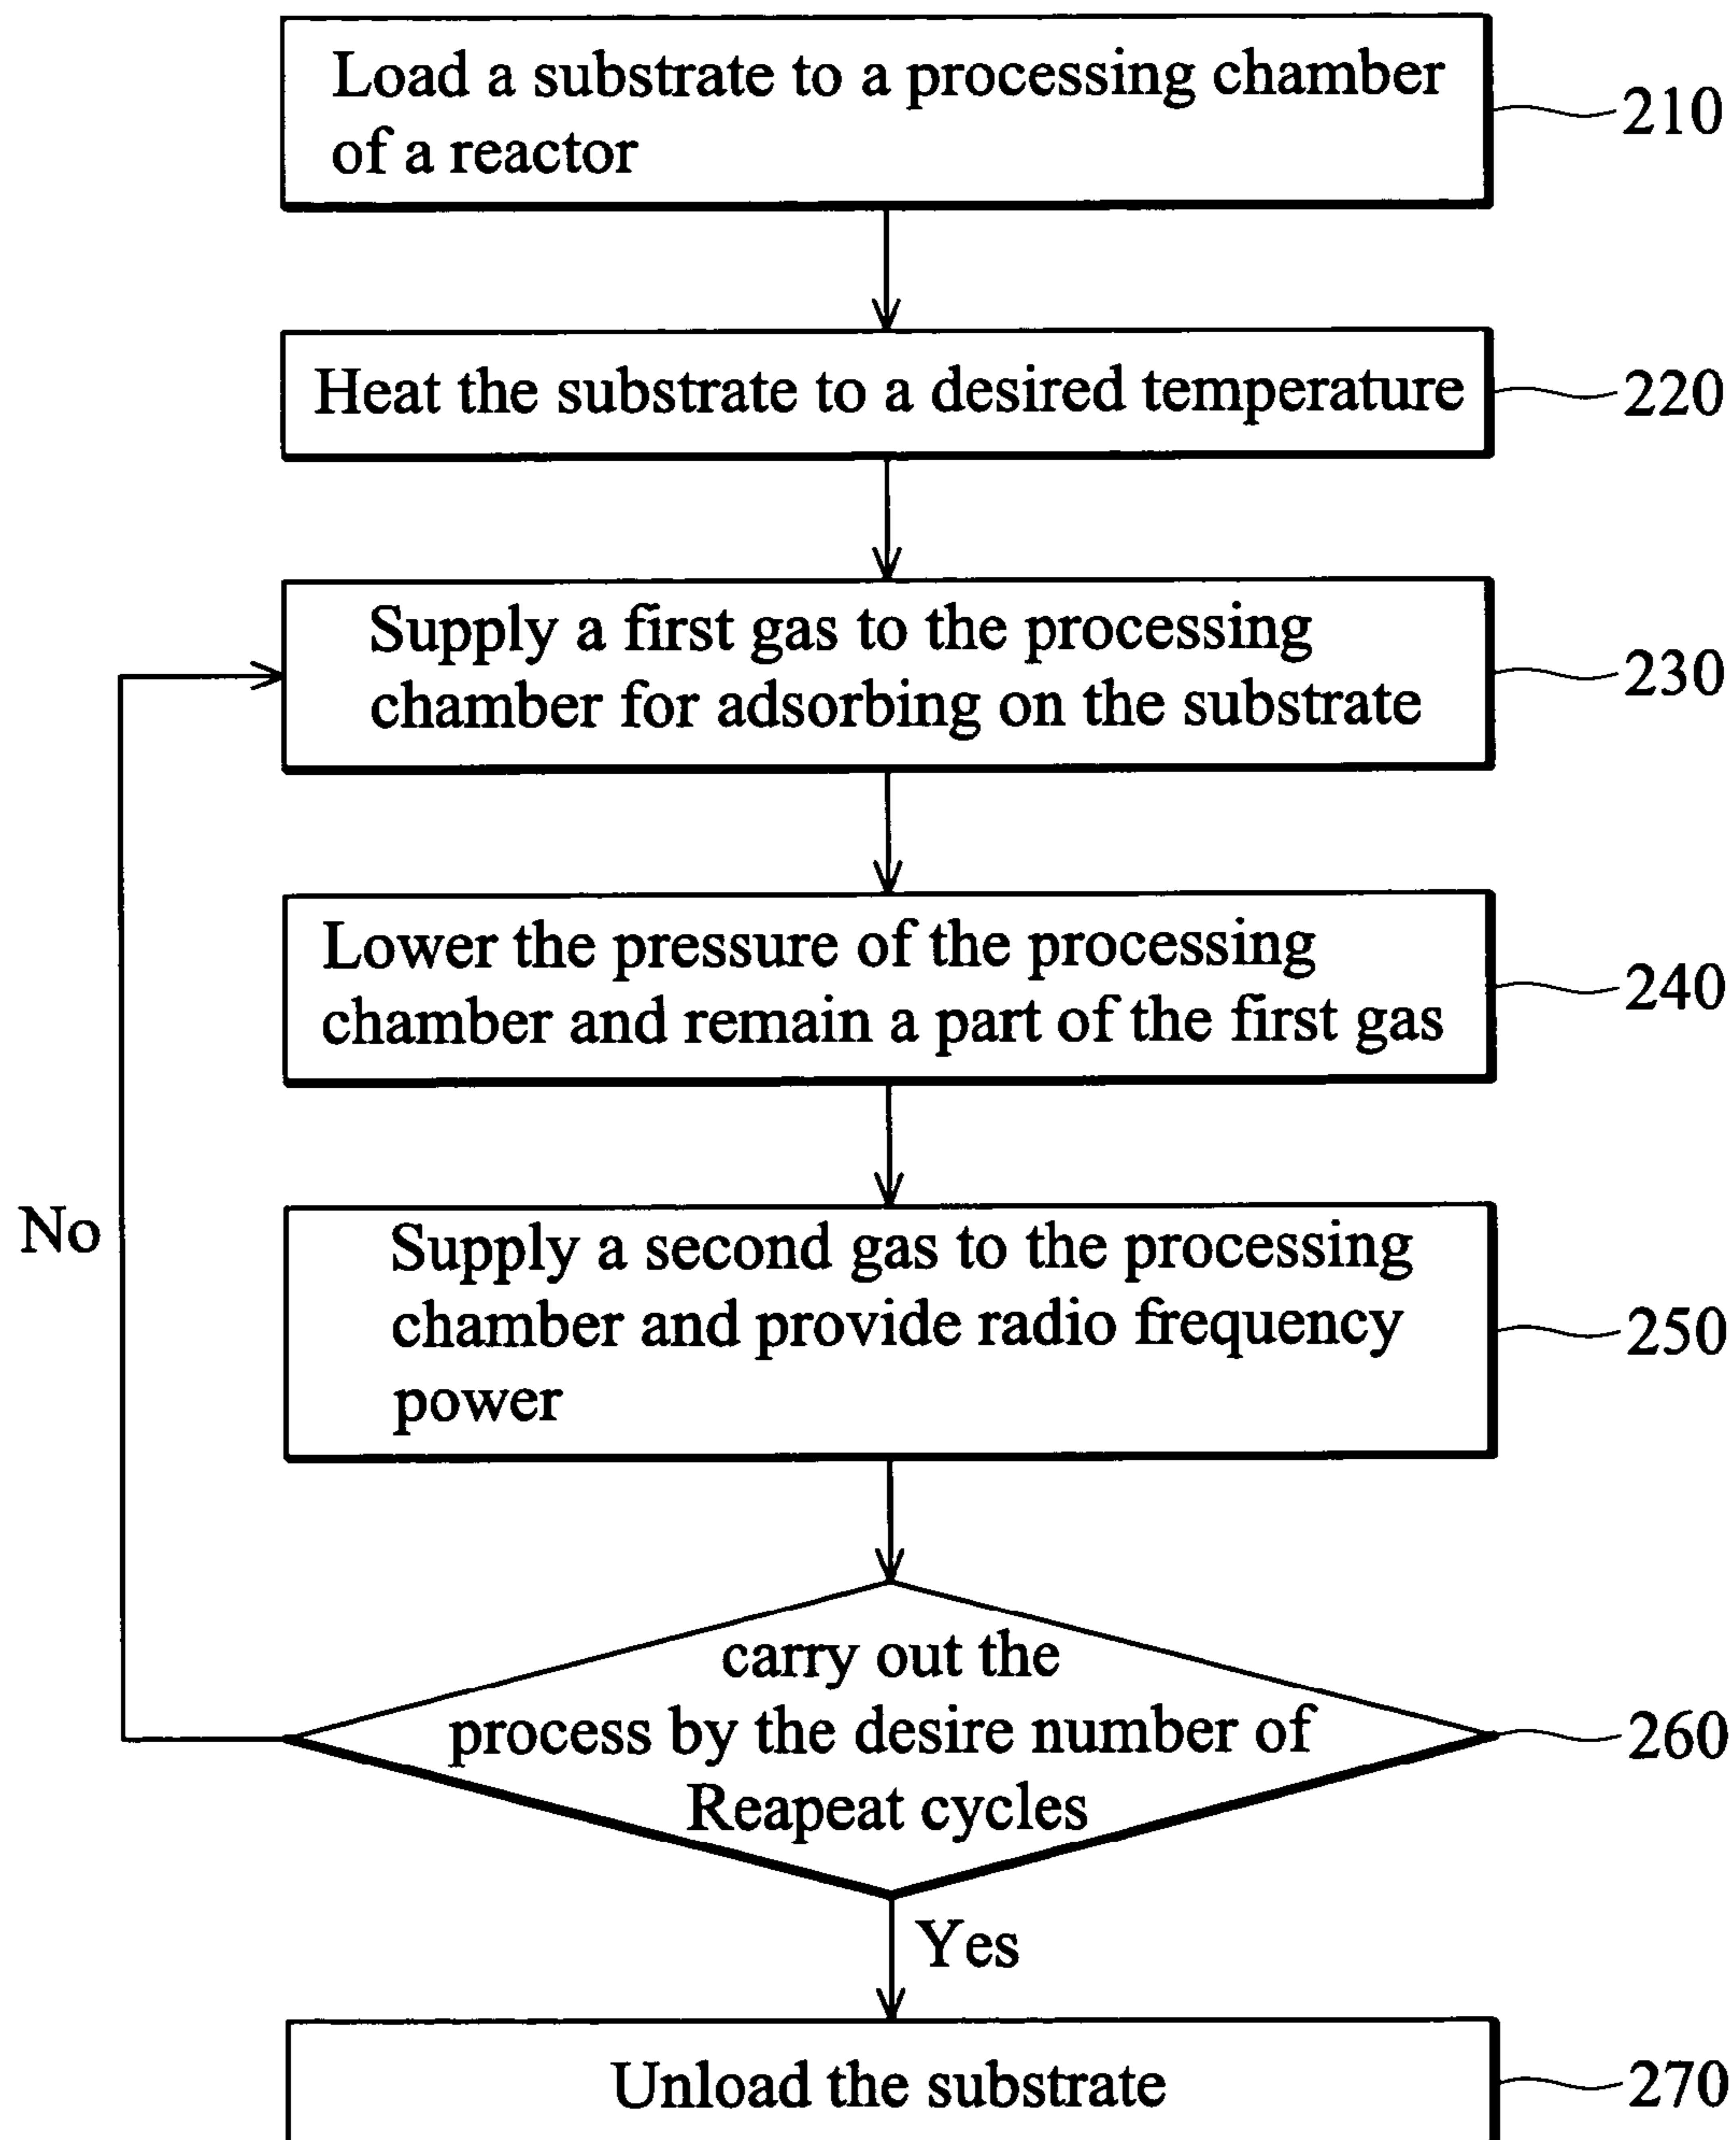 Load a substrate to a processing chamber
of a reactor
210
Heat the substrate to a desired temperature
220
Supply a first gas to the processing
chamber for adsorbing on the substrate
230
Lower the pressure of the processing
chamber and remain a part of the first gas
240
No
Supply a second gas to the processing
chamber and provide radio frequency
power
250
carry out the
process by the desire number of
Reapeat cycles
260
Yes
Unload the substrate
270